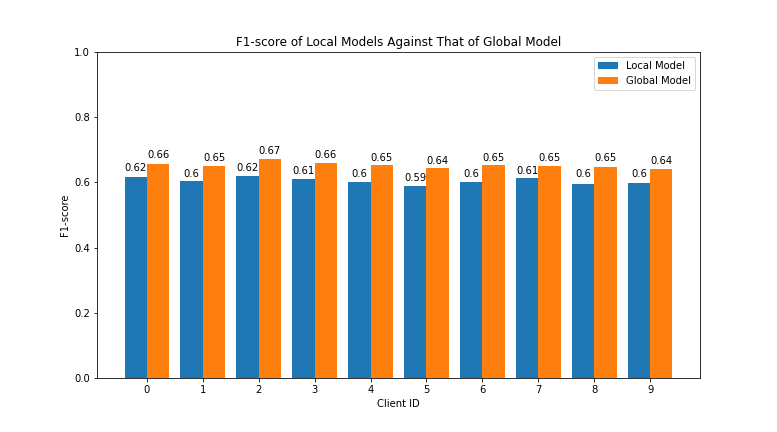 F1-score of Local Models Against That of Global Model
Local Model
Global Model
1.0
0.8
0.6
0.4
0.2
0.0
F1-score
0.62 0.66 0.6 0.65 0.62 0.67 0.61 0.66 0.6 0.65 0.59 0.64 0.6 0.65 0.61 0.65 0.6 0.65 0.6 0.64
0 1 2 3 4 5 6 7 8 9
Client ID